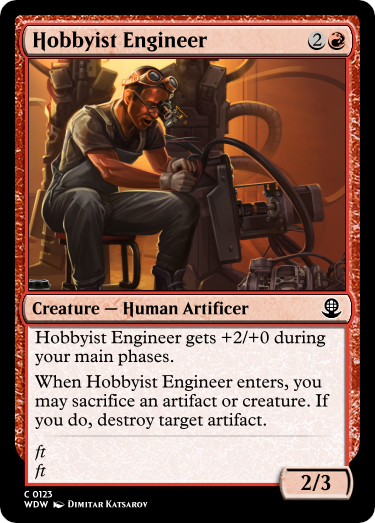 Hobbyist Engineer 2
Creature — Human Artificer
Hobbyist Engineer gets +2/+0 during
your main phases.
When Hobbyist Engineer enters, you
may sacrifice an artifact or creature. If
you do, destroy target artifact.
ft
ft
2/3
C 0123
WDW DIMITAR KATSAROV